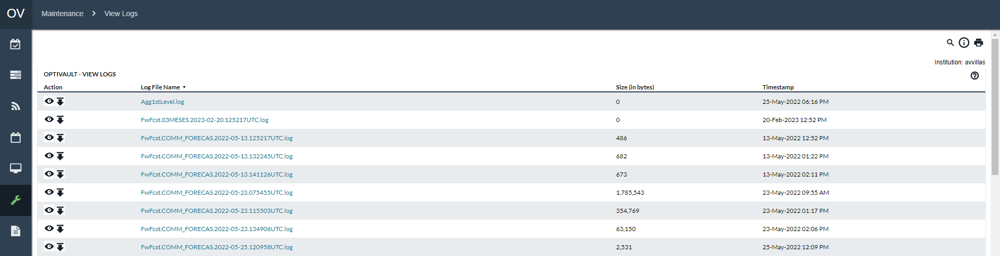 OV Maintenance View Logs
Institution: avvillas
OPTIVAULT - VIEW LOGS
Action Log File Name Size (in bytes) Timestamp
Agg1stLevel.log 0 25-May-2022 06:16 PM
FwFcst.03MESES.2023-02-20.125217UTC.log 0 20-Feb-2023 12:52 PM
FwFcst.COMM_FORECAS.2022-05-13.125217UTC.log 486 13-May-2022 12:52 PM
FwFcst.COMM_FORECAS.2022-05-13.132245UTC.log 682 13-May-2022 01:22 PM
FwFcst.COMM_FORECAS.2022-05-13.141126UTC.log 673 13-May-2022 02:11 PM
FwFcst.COMM_FORECAS.2022-05-23.075455UTC.log 1,785,543 23-May-2022 09:55 AM
FwFcst.COMM_FORECAS.2022-05-23.115503UTC.log 354,769 23-May-2022 01:17 PM
FwFcst.COMM_FORECAS.2022-05-23.134906UTC.log 63,150 23-May-2022 02:06 PM
FwFcst.COMM_FORECAS.2022-05-25.120958UTC.log 2,531 25-May-2022 12:09 PM